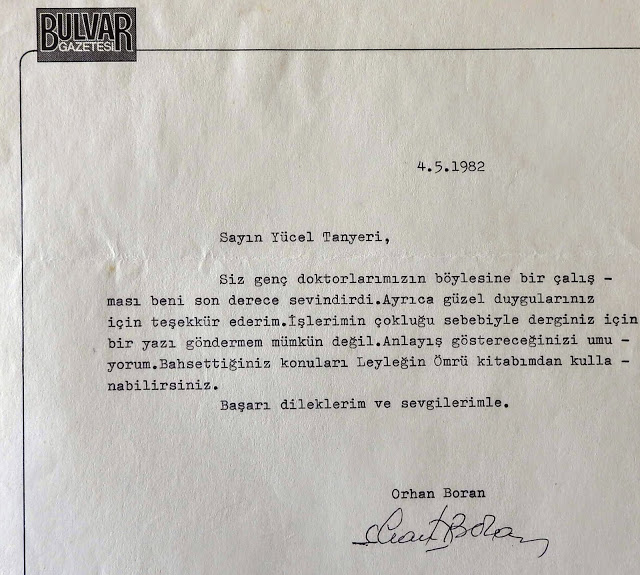 BULVAR
GAZETESİ
4.5.1982
Sayın Yücel Tanyeri,
Siz genç doktorlarımızın böylesine bir çalış -
ması beni son derece sevindirdi.Ayrıca güzel duygularınız
için teşekkür ederim.İşlerimin çokluğu sebebiyle derginiz için
bir yazı göndermem mümkün değil.Anlayış göstereceğinizi umu -
yorum.Bahsettiğiniz konuları Leyleğin Ömrü kitabımdan kulla -
nabilirsiniz.
Başarı dileklerim ve sevgilerimle.
Orhan Boran
Orhan Boran